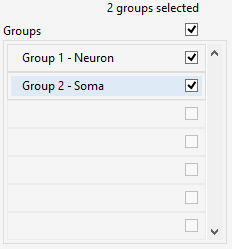 2 groups selected
Groups
Group 1 - Neuron
Group 2 - Soma